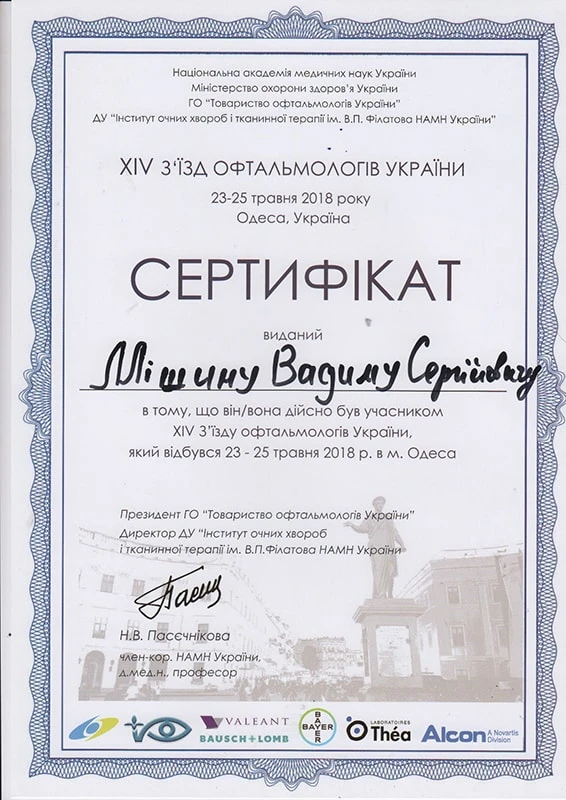 Національна академія медичних наук України
Міністерство охорони здоров'я України
ГО "Товариство офтальмологів України"
ДУ "Інститут очних хвороб і тканинної терапії ім. В.П. Філатова НАМН України"
XIV З'ЇЗД ОФТАЛЬМОЛОГІВ УКРАЇНИ
23-25 травня 2018 року
Одеса, Україна
СЕРТИФІКАТ
виданий
Мішину Вадиму Сергійовичу
в тому, що він/вона дійсно був учасником
XIV З'їзду офтальмологів України,
який відбувся 23 - 25 травня 2018 р. в м. Одеса
Президент ГО "Товариство офтальмологів України"
Директор ДУ "Інститут очних хвороб
і тканинної терапії ім. В.П.Філатова НАМН України
Н.В. Пасєчнікова
член-кор. НАМН України,
д.мед.н., професор
VALEANT
BAUSCH + LOMB
BAYER
BAYER
LABORATOIRES
Théa
Alcon
A Novartis
Division